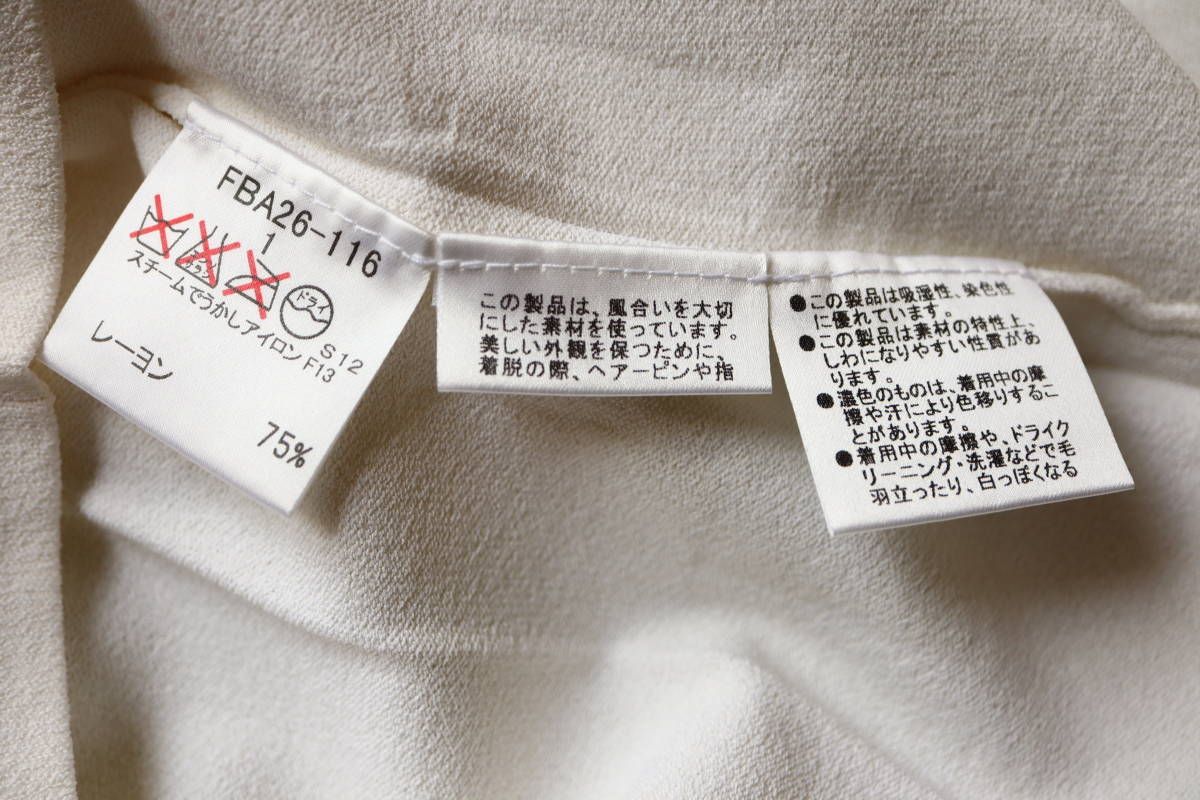 FBA26-116
1
エンソ
サラシ
ドライ
スチームでうかしアイロン
S 12
F13
レーヨン
75%
この製品は、風合いを大切
にした素材を使っています。
美しい外観を保つために、
着脱の際、ヘアーピンや指
●この製品は吸湿性、染色性
に優れています。
●この製品は素材の特性上、
しわになりやすい性質があ
ります。
●濃色のものは、着用中の摩
擦や汗により色移りするこ
とがあります。
●着用中の摩擦や、ドライク
リーニング・洗濯などで毛
羽立ったり、白っぽくなる